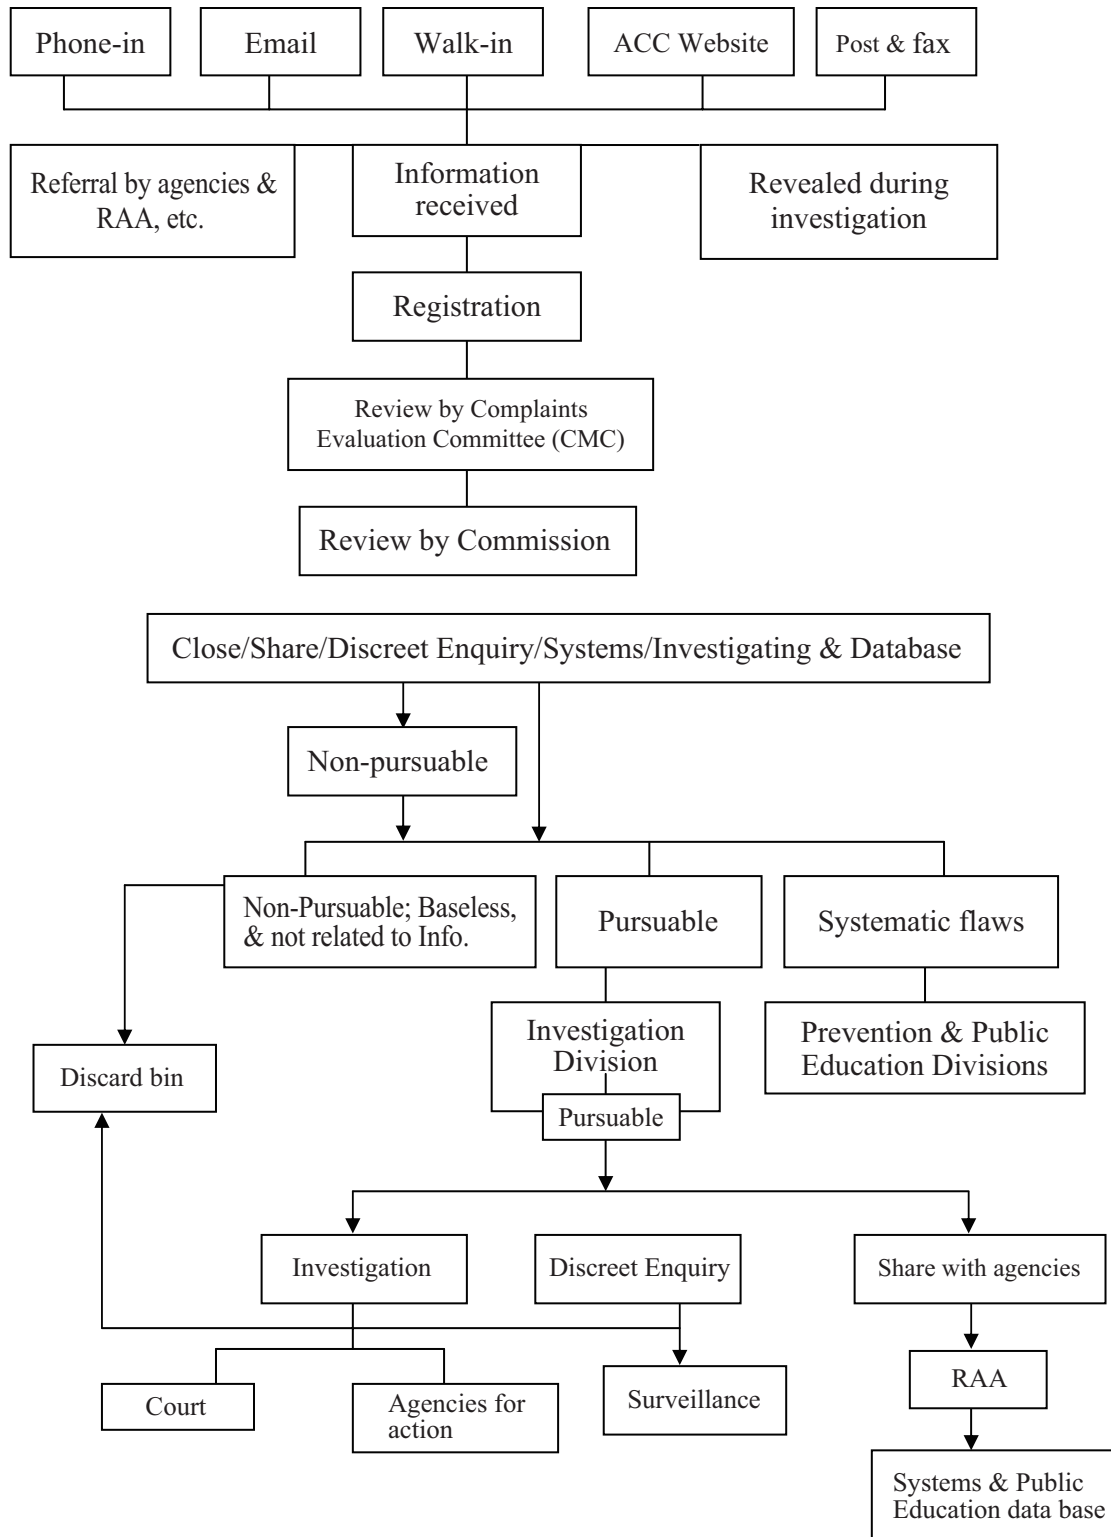 Phone-in
Email
Walk-in
ACC Website
Post & fax
Referral by agencies &
RAA, etc.
Information
received
Revealed during
investigation
Registration
Review by Complaints
Evaluation Committee (CMC)
Review by Commission
Close/Share/Discreet Enquiry/Systems/Investigating & Database
Non-pursuable
Non-Pursuable; Baseless,
& not related to Info.
Pursuable
Systematic flaws
Investigation
Division
Prevention & Public
Education Divisions
Discard bin
Pursuable
Investigation
Discreet Enquiry
Share with agencies
Court
Agencies for
action
Surveillance
RAA
Systems & Public
Education data base